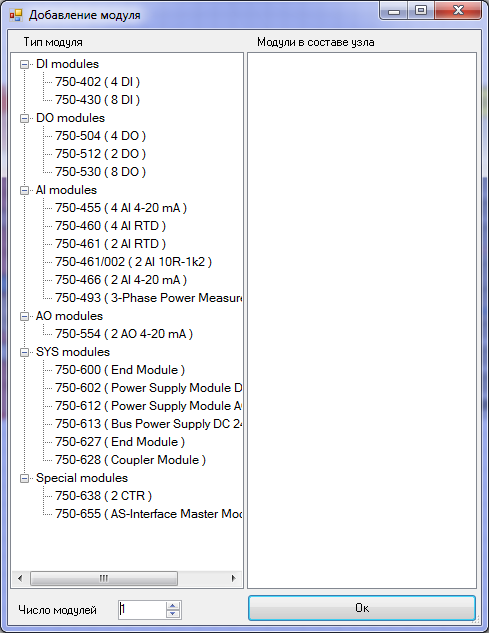 Добавление модуля
Тип модуля
Модули в составе узла
DI modules
750-402 ( 4 DI )
750-430 ( 8 DI )
DO modules
750-504 ( 4 DO )
750-512 ( 2 DO )
750-530 ( 8 DO )
AI modules
750-455 ( 4 AI 4-20 mA )
750-460 ( 4 AI RTD )
750-461 ( 2 AI RTD )
750-461/002 ( 2 AI 10R-1k2 )
750-466 ( 2 AI 4-20 mA )
750-493 ( 3-Phase Power Measure
AO modules
750-554 ( 2 AO 4-20 mA )
SYS modules
750-600 ( End Module )
750-602 ( Power Supply Module D
750-612 ( Power Supply Module A
750-613 ( Bus Power Supply DC 24
750-627 ( End Module )
750-628 ( Coupler Module )
Special modules
750-638 ( 2 CTR )
750-655 ( AS-Interface Master Mod
Число модулей
1
Ок